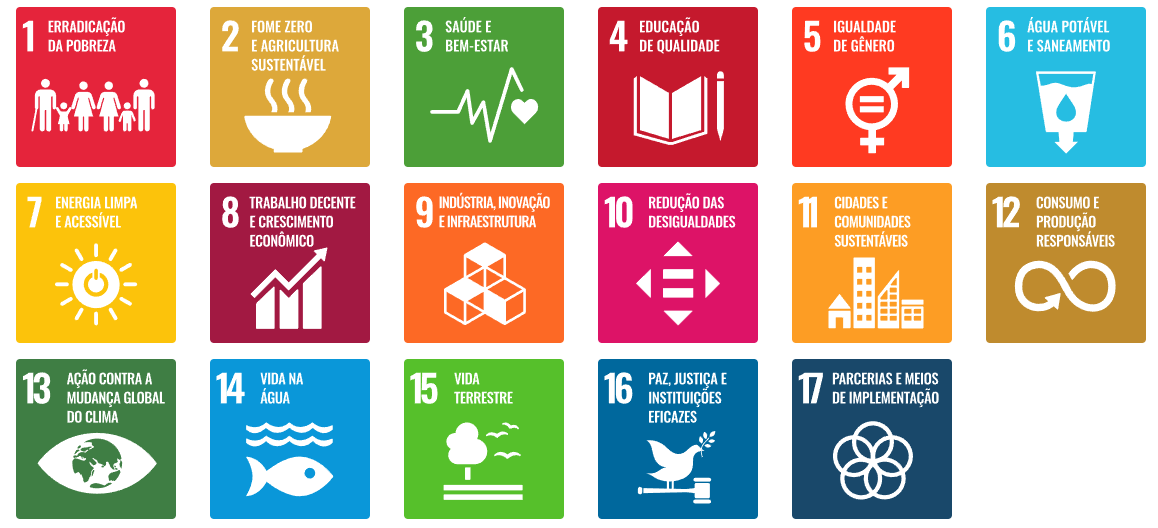 1 ERRADICAÇÃO
DA POBREZA
2 FOME ZERO
E AGRICULTURA
SUSTENTÁVEL
3 SAÚDE E
BEM-ESTAR
4 EDUCAÇÃO
DE QUALIDADE
5 IGUALDADE
DE GÊNERO
6 ÁGUA POTÁVEL
E SANEAMENTO
7 ENERGIA LIMPA
E ACESSÍVEL
8 TRABALHO DECENTE
E CRESCIMENTO
ECONÔMICO
9 INDÚSTRIA, INOVAÇÃO
E INFRAESTRUTURA
10 REDUÇÃO DAS
DESIGUALDADES
11 CIDADES E
COMUNIDADES
SUSTENTÁVEIS
12 CONSUMO E
PRODUÇÃO
RESPONSÁVEIS
13 AÇÃO CONTRA A
MUDANÇA GLOBAL
DO CLIMA
14 VIDA NA
ÁGUA
15 VIDA
TERRESTRE
16 PAZ, JUSTIÇA E
INSTITUIÇÕES
EFICAZES
17 PARCERIAS E MEIOS
DE IMPLEMENTAÇÃO